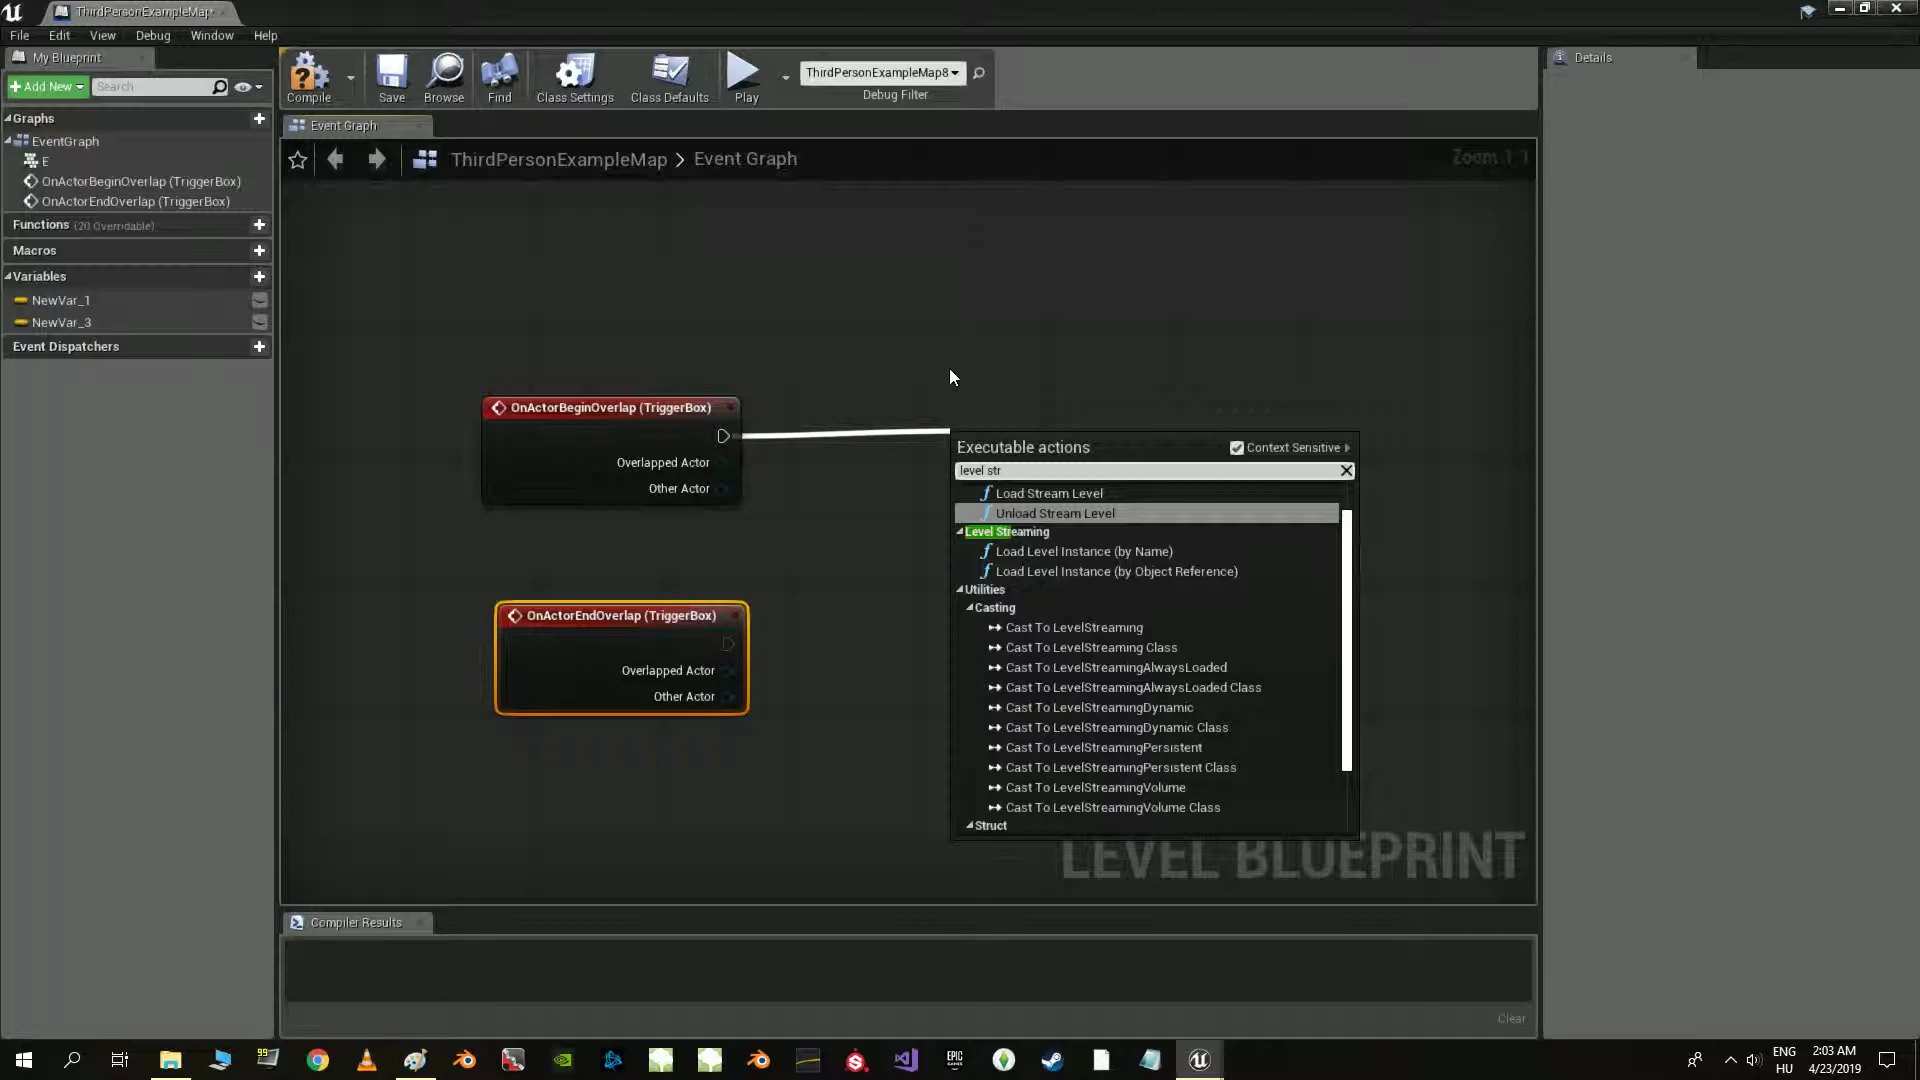 ThirdPersonExampleMap*
File Edit View Debug Window Help
My Blueprint
Add New
Search
Compile
Save
Browse
Find
Class Settings
Class Defaults
Play
ThirdPersonExampleMap8
Debug Filter
Details
Graphs
EventGraph
E
OnActorBeginOverlap (TriggerBox)
OnActorEndOverlap (TriggerBox)
Functions (20 Overridable)
Macros
Variables
NewVar_1
NewVar_3
Event Dispatchers
Event Graph
ThirdPersonExampleMap > Event Graph
Zoom 1:1
OnActorBeginOverlap (TriggerBox)
Overlapped Actor
Other Actor
OnActorEndOverlap (TriggerBox)
Overlapped Actor
Other Actor
Executable actions
Context Sensitive
level str
Load Stream Level
Unload Stream Level
Level Streaming
Load Level Instance (by Name)
Load Level Instance (by Object Reference)
Utilities
Casting
Cast To LevelStreaming
Cast To LevelStreaming Class
Cast To LevelStreamingAlwaysLoaded
Cast To LevelStreamingAlwaysLoaded Class
Cast To LevelStreamingDynamic
Cast To LevelStreamingDynamic Class
Cast To LevelStreamingPersistent
Cast To LevelStreamingPersistent Class
Cast To LevelStreamingVolume
Cast To LevelStreamingVolume Class
Struct
LEVEL BLUEPRINT
Compiler Results
Clear
99
EPIC
GAMES
ENG
HU
2:03 AM
4/23/2019